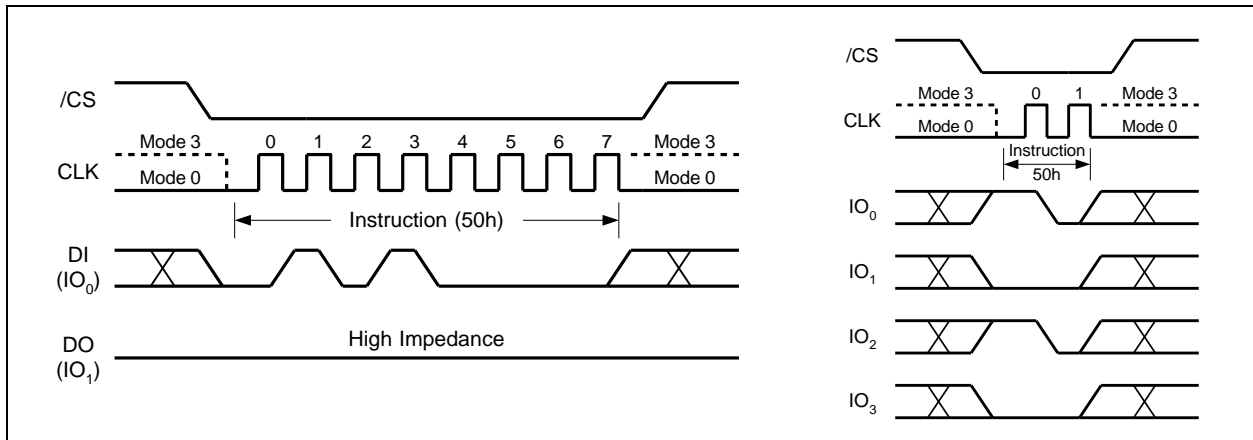 /CS
Mode 3 0 1 2 3 4 5 6 7 Mode 3
CLK Mode 0 Mode 0
Instruction (50h)
DI
(IO0)
High Impedance
DO
(IO1)
/CS
Mode 3 0 1 Mode 3
CLK Mode 0 Mode 0
Instruction
50h
IO0
IO1
IO2
IO3